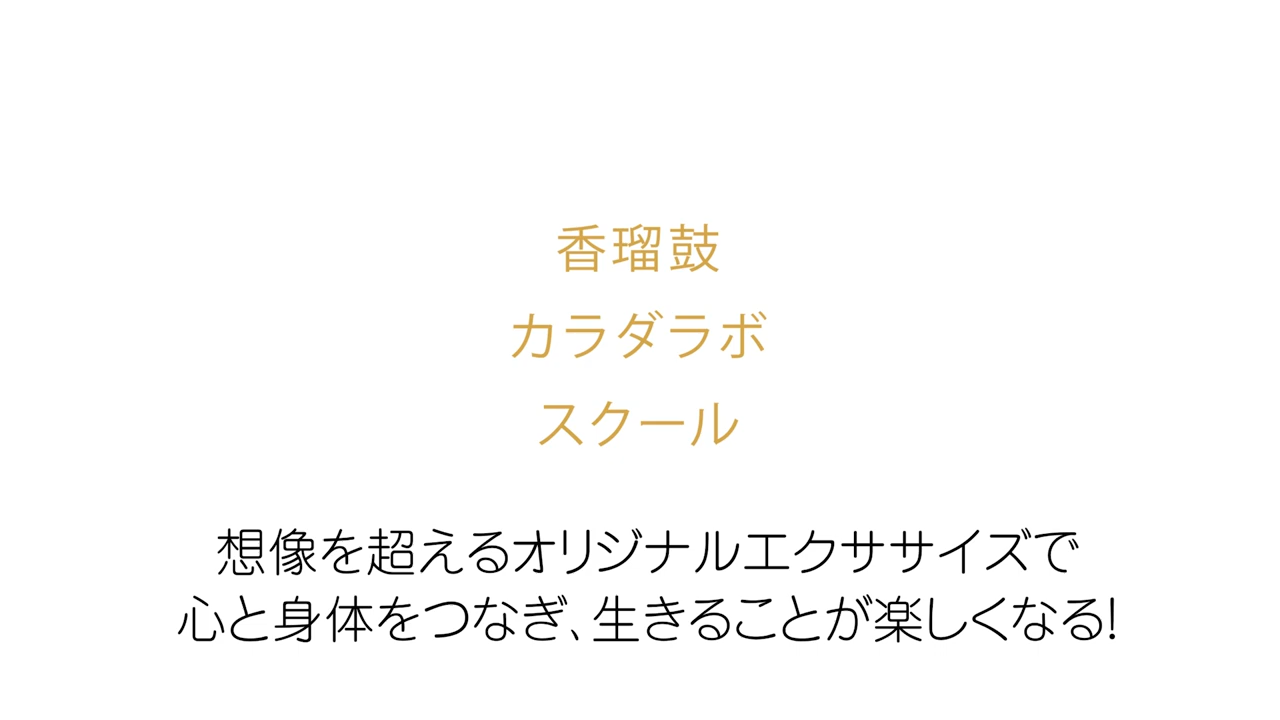 香瑠鼓
カラダラボ
スクール
想像を超えるオリジナルエクササイズで
心と身体をつなぎ、生きることが楽しくなる!